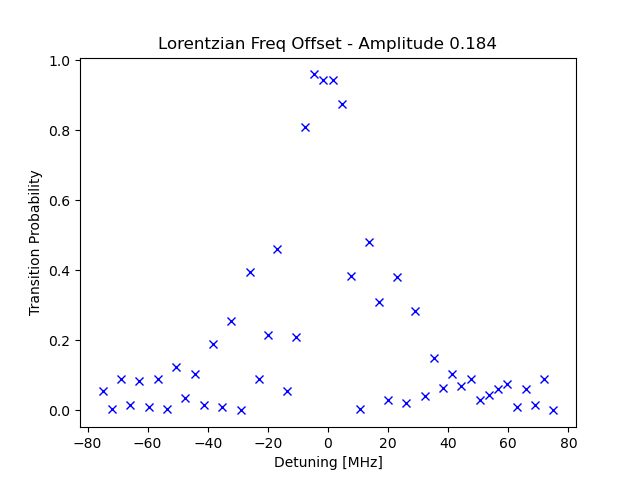 Lorentzian Freq Offset - Amplitude 0.184
Transition Probability
1.0
0.8
0.6
0.4
0.2
0.0
−80 −60 −40 −20 0 20 40 60 80
Detuning [MHz]